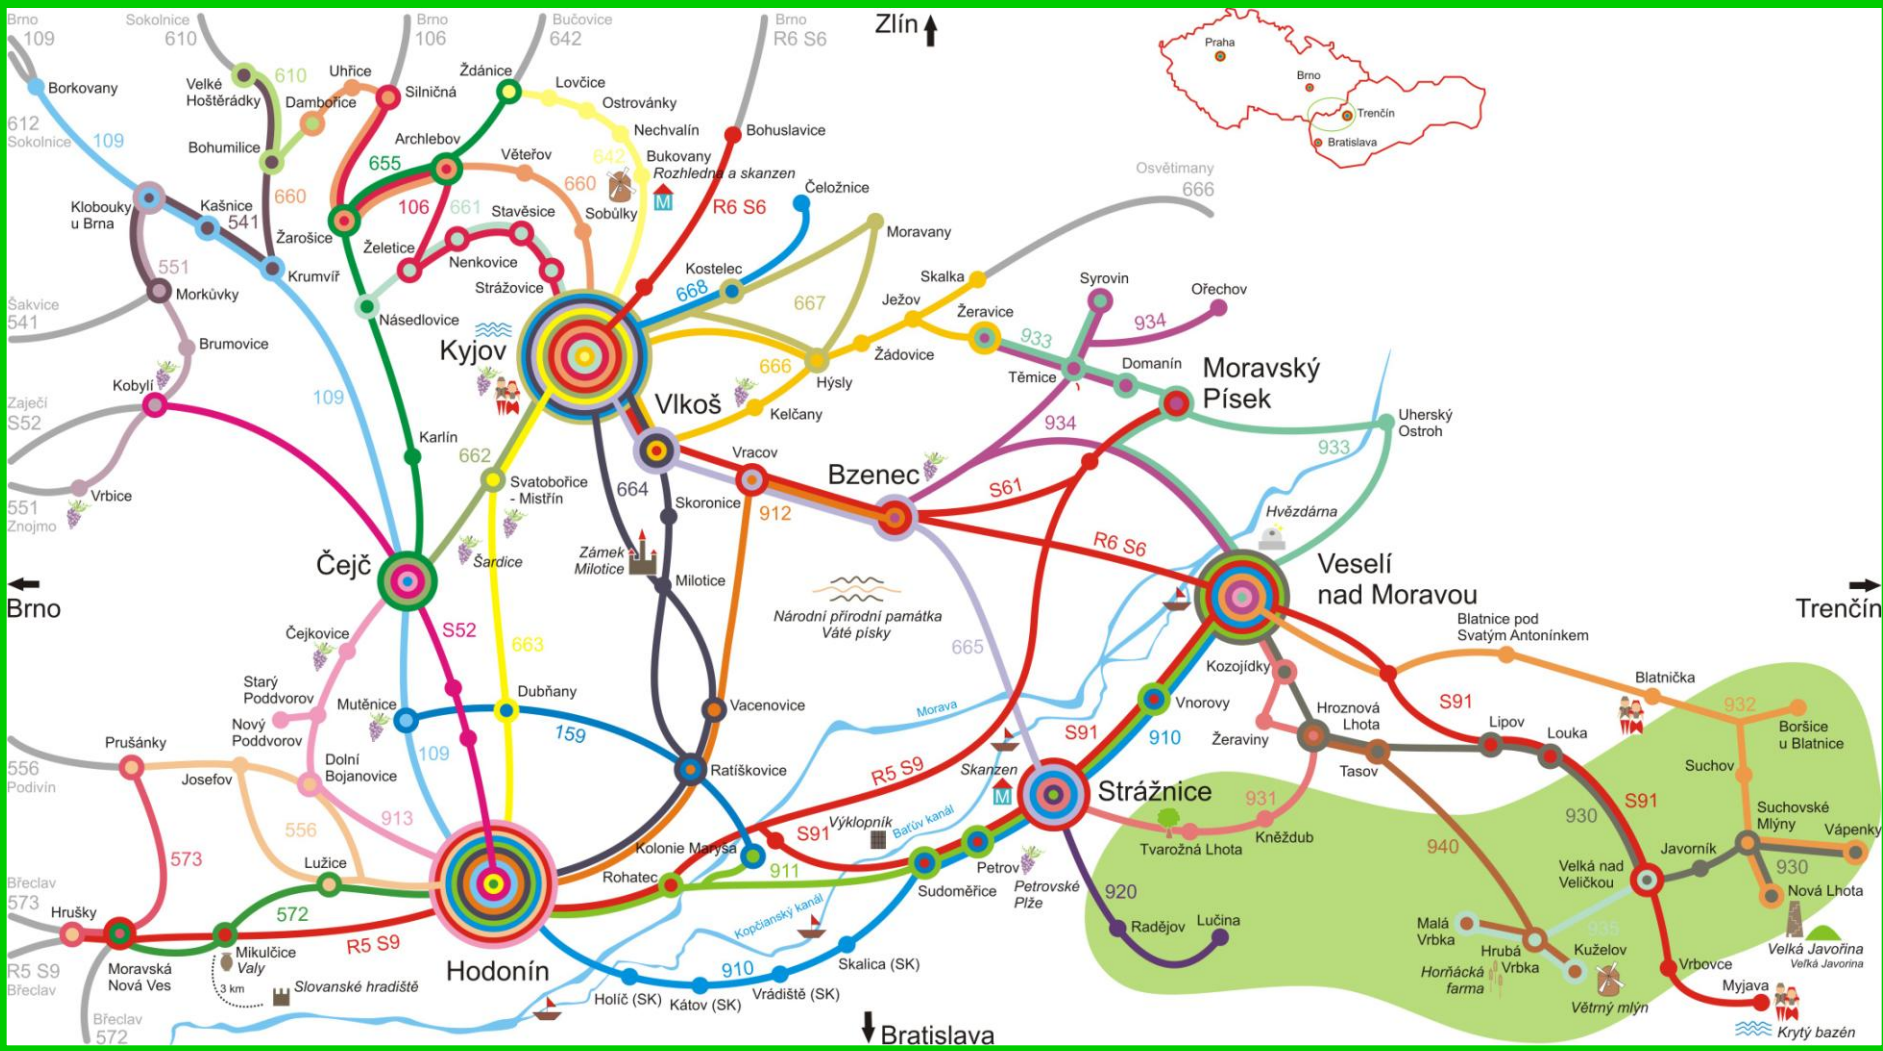 Brno
109
Sokolnice
610
Brno
106
Bučovice
642
Brno
R6 S6
Zlín
Praha
Brno
Trenčín
Bratislava
Borkovany
Velké
Hoštěrádky
610
Uhřice
Dambořice
Silničná
Ždánice
Lovčice
Ostrovánky
Nechvalín
642
Bukovany
Rozhledna a skanzen
M
Bohuslavice
612
Sokolnice
109
Bohumilice
Archlebov
655
660
Věteřov
660
Sobůlky
R6 S6
Čeložnice
Osvětimany
666
Klobouky
u Brna
Kašnice
541
Krumvíř
Žarošice
106
661
Stavěsice
Želetice
Nenkovice
Strážovice
Moravany
Kostelec
668
667
Skalka
Ježov
Žeravice
Syrovin
Ořechov
933
934
551
Morkůvky
Šakvice
541
Násedlovice
Brumovice
Kyjov
666
Žádovice
Hýsly
Těmice
Domanín
Moravský
Písek
Kobylí
109
Vlkoš
Kelčany
Uherský
Ostroh
933
Zaječí
S52
Karlín
662
Svatobořice
- Mistřín
664
Skoronice
Vracov
912
Bzenec
934
S61
Vrbice
551
Znojmo
Hvězdárna
Čejč
Šardice
Zámek
Milotice
Milotice
R6 S6
Veselí
nad Moravou
Brno
Trenčín
Národní přírodní památka
Váté písky
Čejkovice
S52
663
665
Blatnice pod
Svatým Antonínkem
Kozojídky
Starý
Poddvorov
Nový
Poddvorov
Mutěnice
Dubňany
Vacenovice
Morava
Vnorovy
Hroznová
Lhota
Žeraviny
S91
Blatnička
932
Boršice
u Blatnice
Lipov
Louka
Prušánky
Josefov
Dolní
Bojanovice
109
159
Ratíškovice
S91
910
Tasov
Suchov
556
Podivín
Skanzen
M
Strážnice
R5 S9
931
930
S91
Suchovské
Mlýny
Vápenky
913
556
573
Lužice
Kolonie Maryša
S91
Výklopník
Baťův kanál
Tvarožná Lhota
Kněždub
940
Javorník
930
Rohatec
911
Petrov
Sudoměřice
Petrovské
Plže
Velká nad
Veličkou
Nová Lhota
Břeclav
573
Hrušky
572
920
Radějov
Lučina
Malá
Vrbka
935
Hrubá
Vrbka
Kuželov
R5 S9
Mikulčice
Valy
Kopčianský kanál
Velká Javořina
Veľká Javorina
R5 S9
Břeclav
Moravská
Nová Ves
3 km
Slovanské hradiště
Hodonín
910
Skalica (SK)
Holíč (SK)
Kátov (SK)
Vrádiště (SK)
Horňácká
farma
Větrný mlýn
Vrbovce
Myjava
Břeclav
572
Bratislava
Krytý bazén